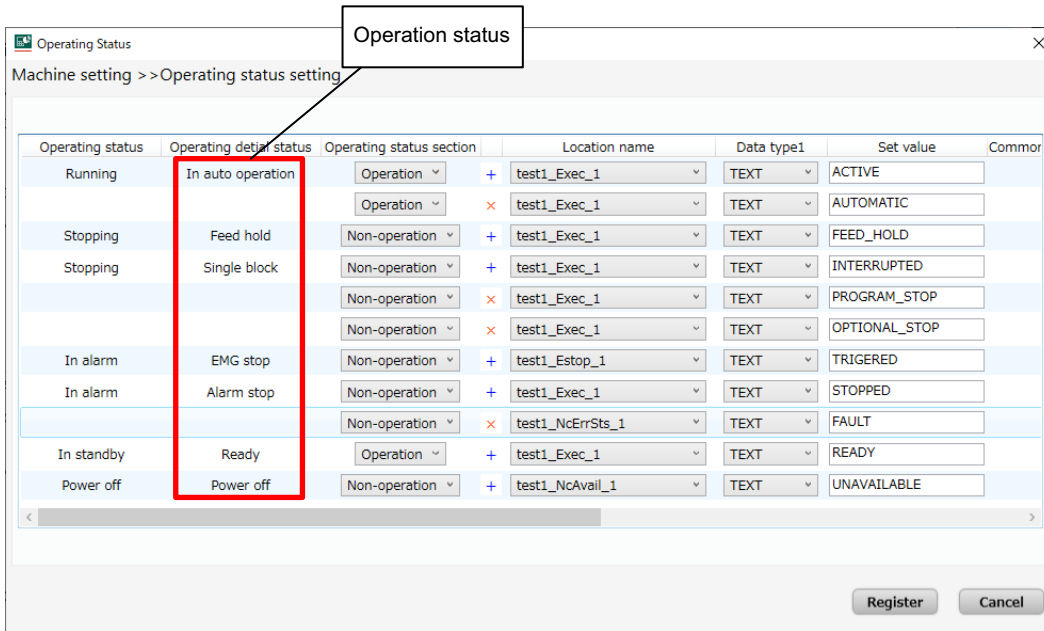 Operation status
Operating Status
Machine setting >>Operating status setting
Operating status Operating detial status Operating status section Location name Data type1 Set value Commor
Running In auto operation Operation + test1_Exec_1 TEXT ACTIVE
Operation × test1_Exec_1 TEXT AUTOMATIC
Stopping Feed hold Non-operation + test1_Exec_1 TEXT FEED_HOLD
Stopping Single block Non-operation + test1_Exec_1 TEXT INTERRUPTED
Non-operation × test1_Exec_1 TEXT PROGRAM_STOP
Non-operation × test1_Exec_1 TEXT OPTIONAL_STOP
In alarm EMG stop Non-operation + test1_Estop_1 TEXT TRIGERED
In alarm Alarm stop Non-operation + test1_Exec_1 TEXT STOPPED
Non-operation × test1_NcErrSts_1 TEXT FAULT
In standby Ready Operation + test1_Exec_1 TEXT READY
Power off Power off Non-operation + test1_NcAvail_1 TEXT UNAVAILABLE
Register Cancel